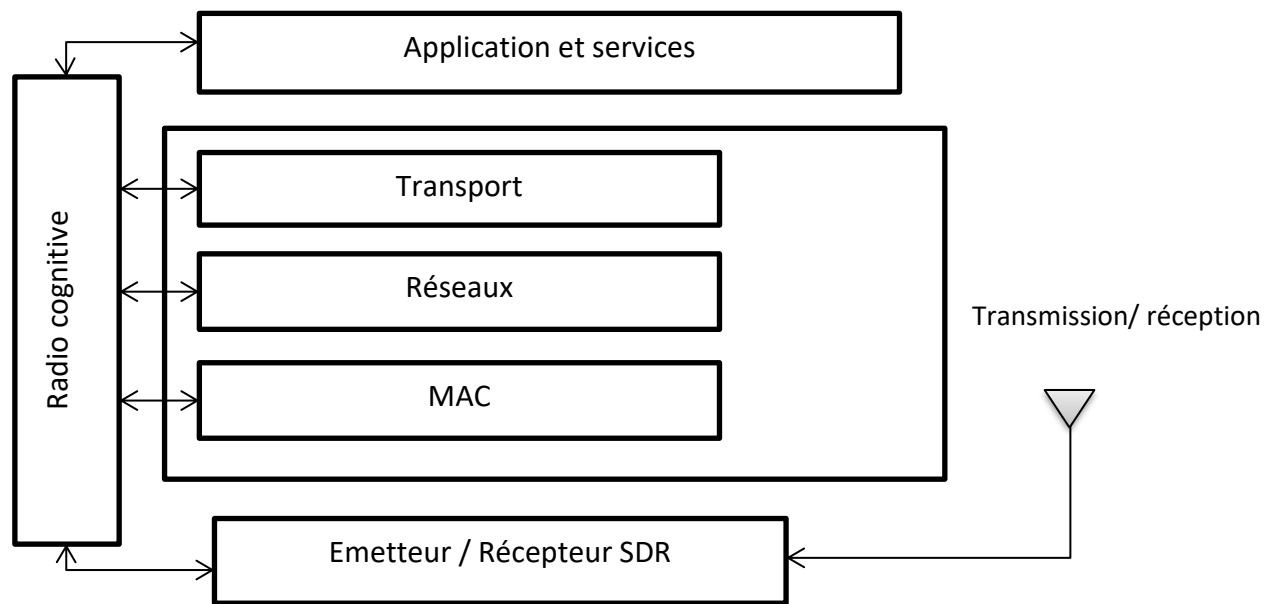 Application et services
Transport
Réseaux
MAC
Radio cognitive
Transmission/ réception
Emetteur / Récepteur SDR